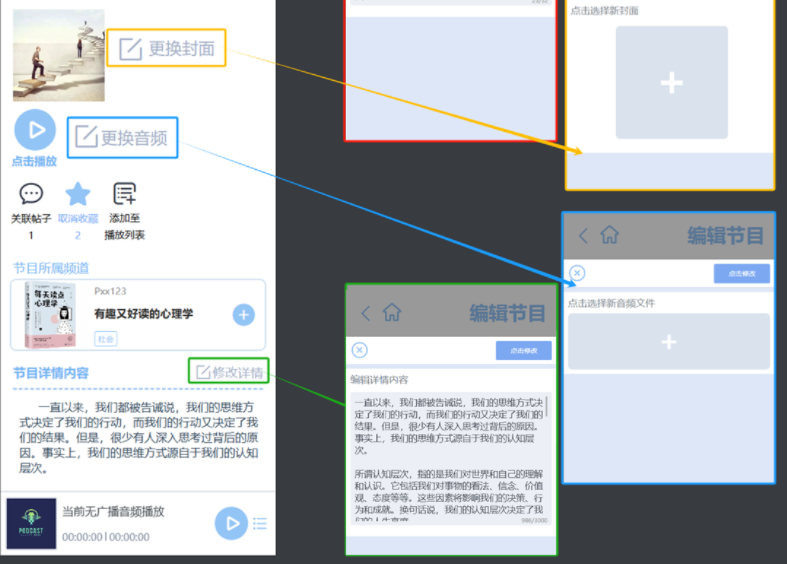 更换封面
更换音频
点击播放
关联帖子
1
取消收藏
2
添加至
播放列表
节目所属频道
每天读点
心理学
Pxx123
有趣又好读的心理学
社会
节目详情内容
修改详情
一直以来，我们都被告诫说，我们的思维方
式决定了我们的行动，而我们的行动又决定了我
们的结果。但是，很少有人深入思考过背后的原
因。事实上，我们的思维方式源自于我们的认知
层次。
PODCAST
当前无广播音频播放
00:00:00|00:00:00
编辑节目
点击修改
编辑详情内容
一直以来，我们都被告诫说，我们的思维方式决
定了我们的行动，而我们的行动又决定了我们的
结果。但是，很少有人深入思考过背后的原因。
事实上，我们的思维方式源自于我们的认知层
次。
所谓认知层次，指的是我们对世界和自己的理解
和认识。它包括我们对事物的看法、信念、价值
观、态度等等。这些因素将影响我们的决策、行
为和成就。换句话说，我们的认知层次决定了我
986/3000
点击选择新封面
编辑节目
点击修改
点击选择新音频文件